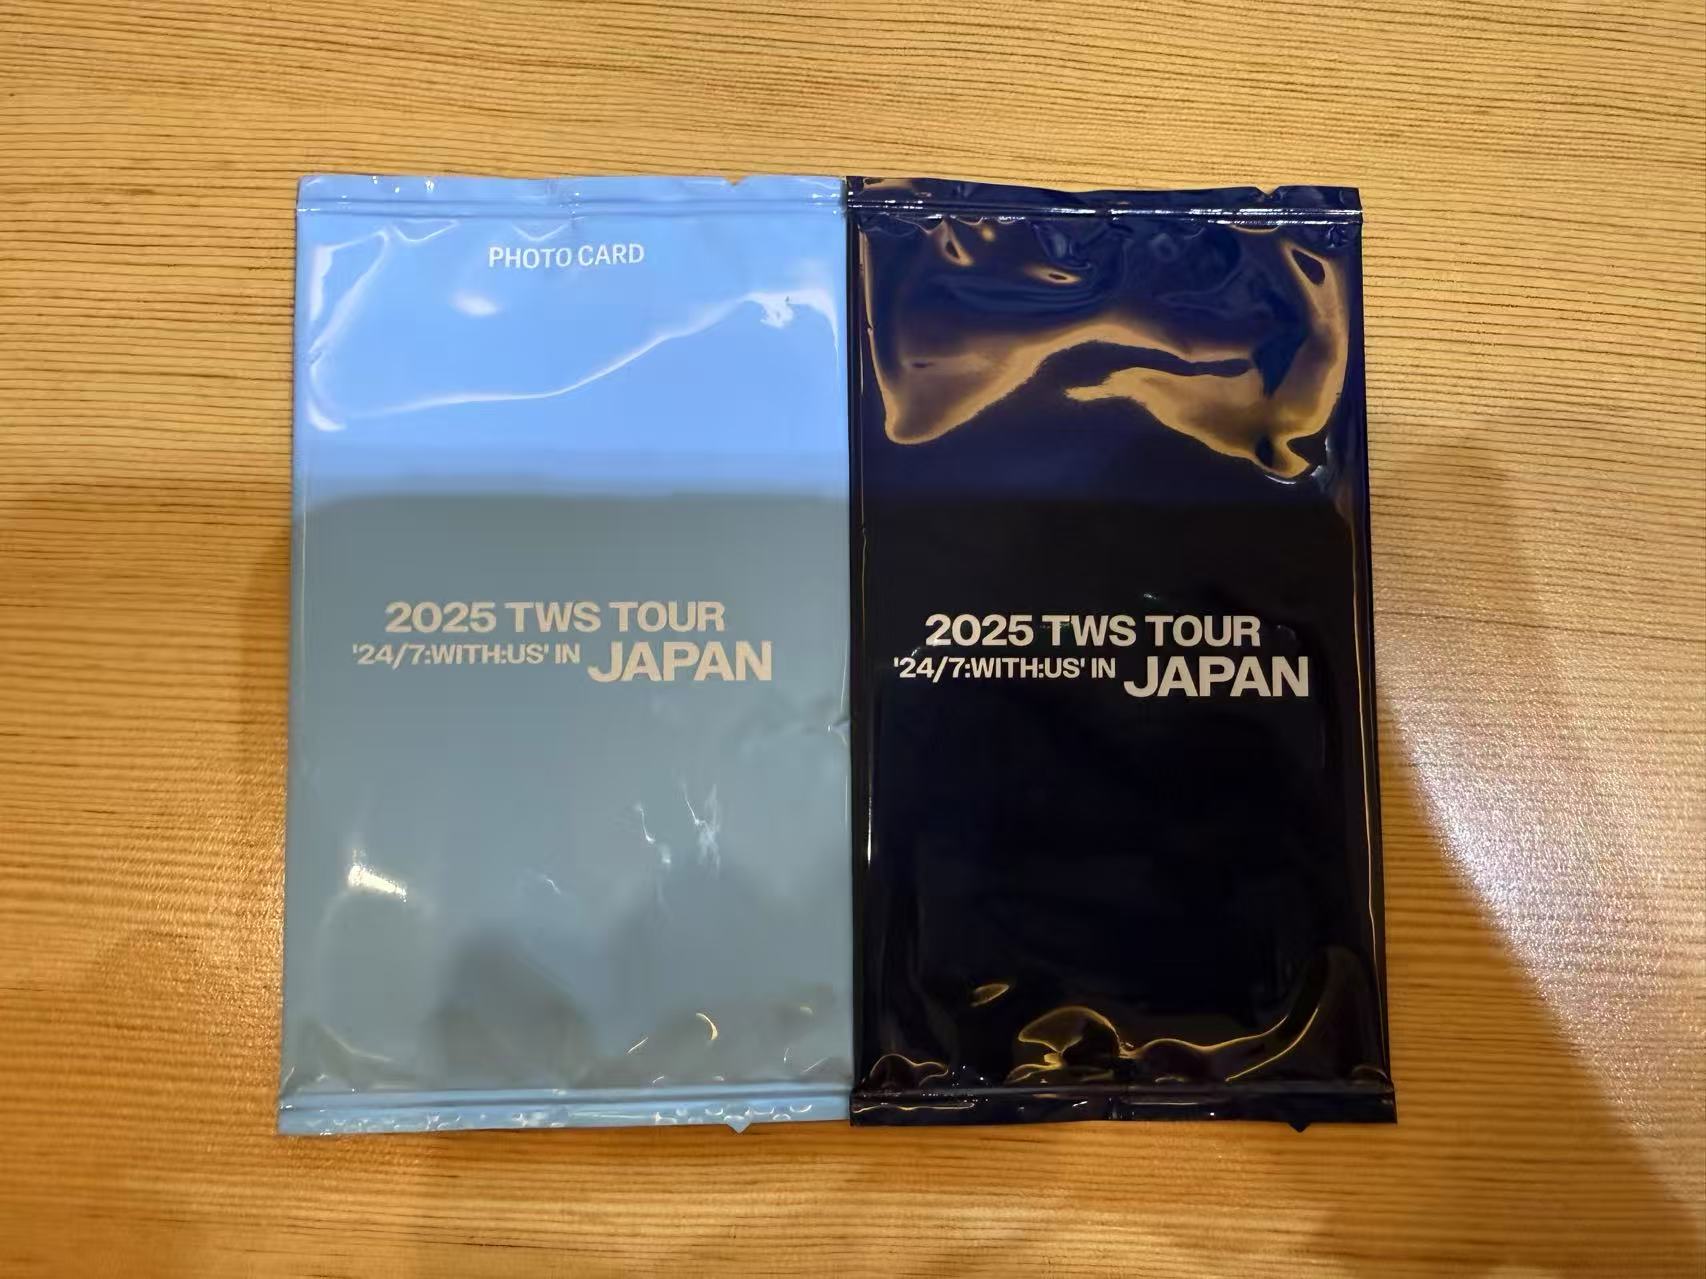 PHOTO CARD
2025 TWS TOUR
'24/7:WITH:US' IN JAPAN
2025 TWS TOUR
'24/7:WITH:US' IN JAPAN